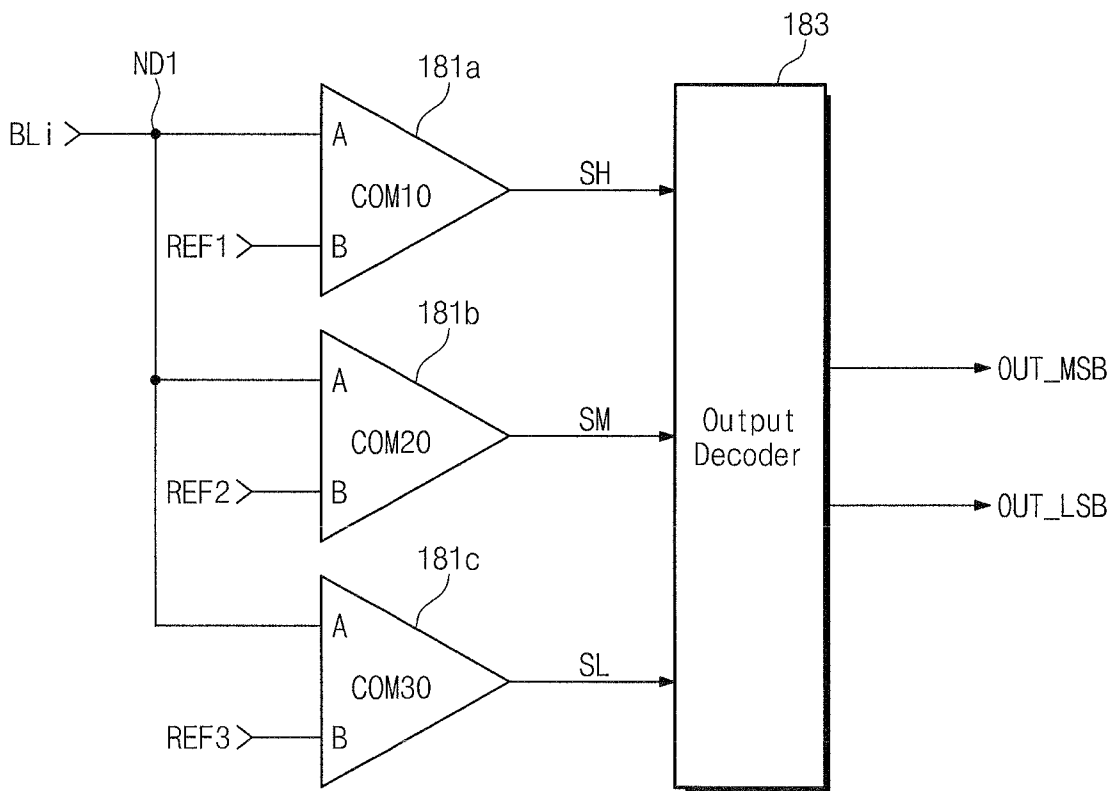 183
ND1
181a
BLi
A
COM10
SH
REF1
B
181b
A
COM20
SM
REF2
B
Output
Decoder
OUT_MSB
OUT_LSB
181c
A
COM30
SL
REF3
B